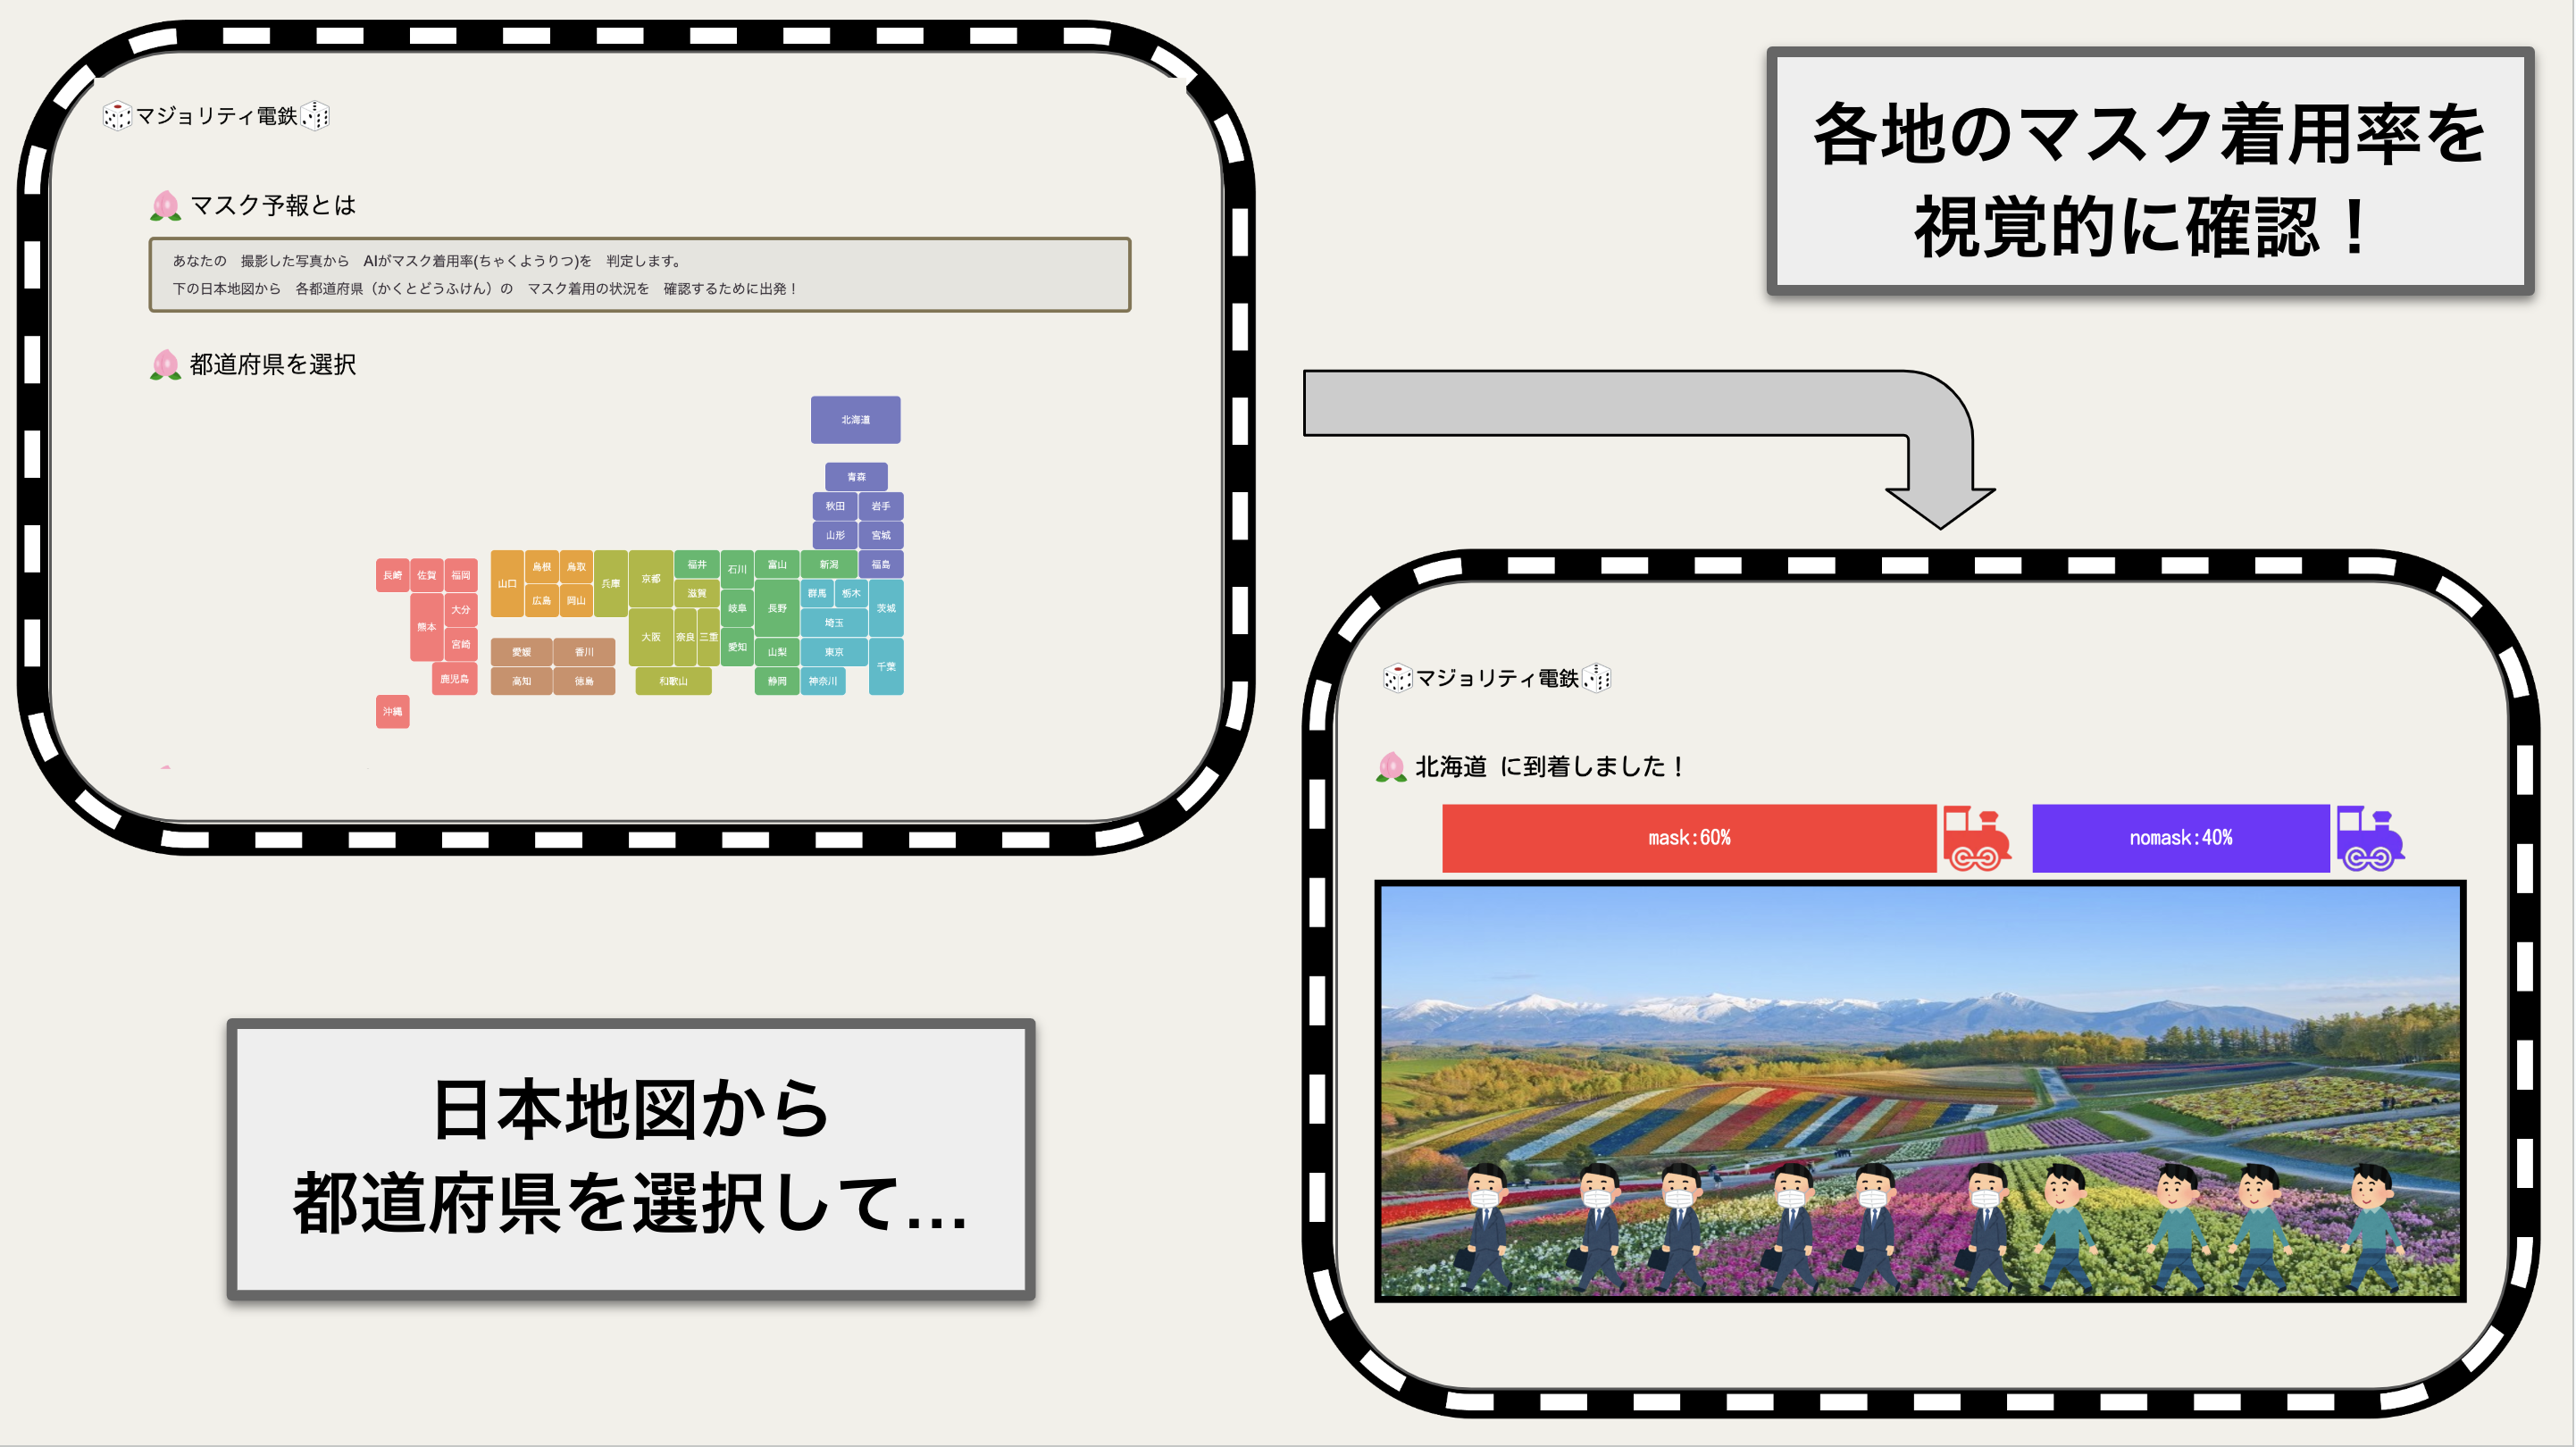 マジョリティ電鉄
マスク予報とは
あなたの　撮影した写真から　AIがマスク着用率(ちゃくようりつ)を　判定します。
下の日本地図から　各都道府県（かくとどうふけん）の　マスク着用の状況を　確認するために出発！
都道府県を選択
北海道
青森
秋田 岩手
山形 宮城
長崎 佐賀 福岡 山口 島根 鳥取 兵庫 京都 福井 石川 富山 新潟 福島
広島 岡山 滋賀 岐阜 長野 群馬 栃木 茨城
熊本 大分 埼玉
宮崎 愛媛 香川 大阪 奈良 三重 愛知 山梨 東京 千葉
鹿児島 高知 徳島 和歌山 静岡 神奈川
沖縄
日本地図から
都道府県を選択して...
各地のマスク着用率を
視覚的に確認！
マジョリティ電鉄
北海道 に到着しました！
mask:60% nomask:40%